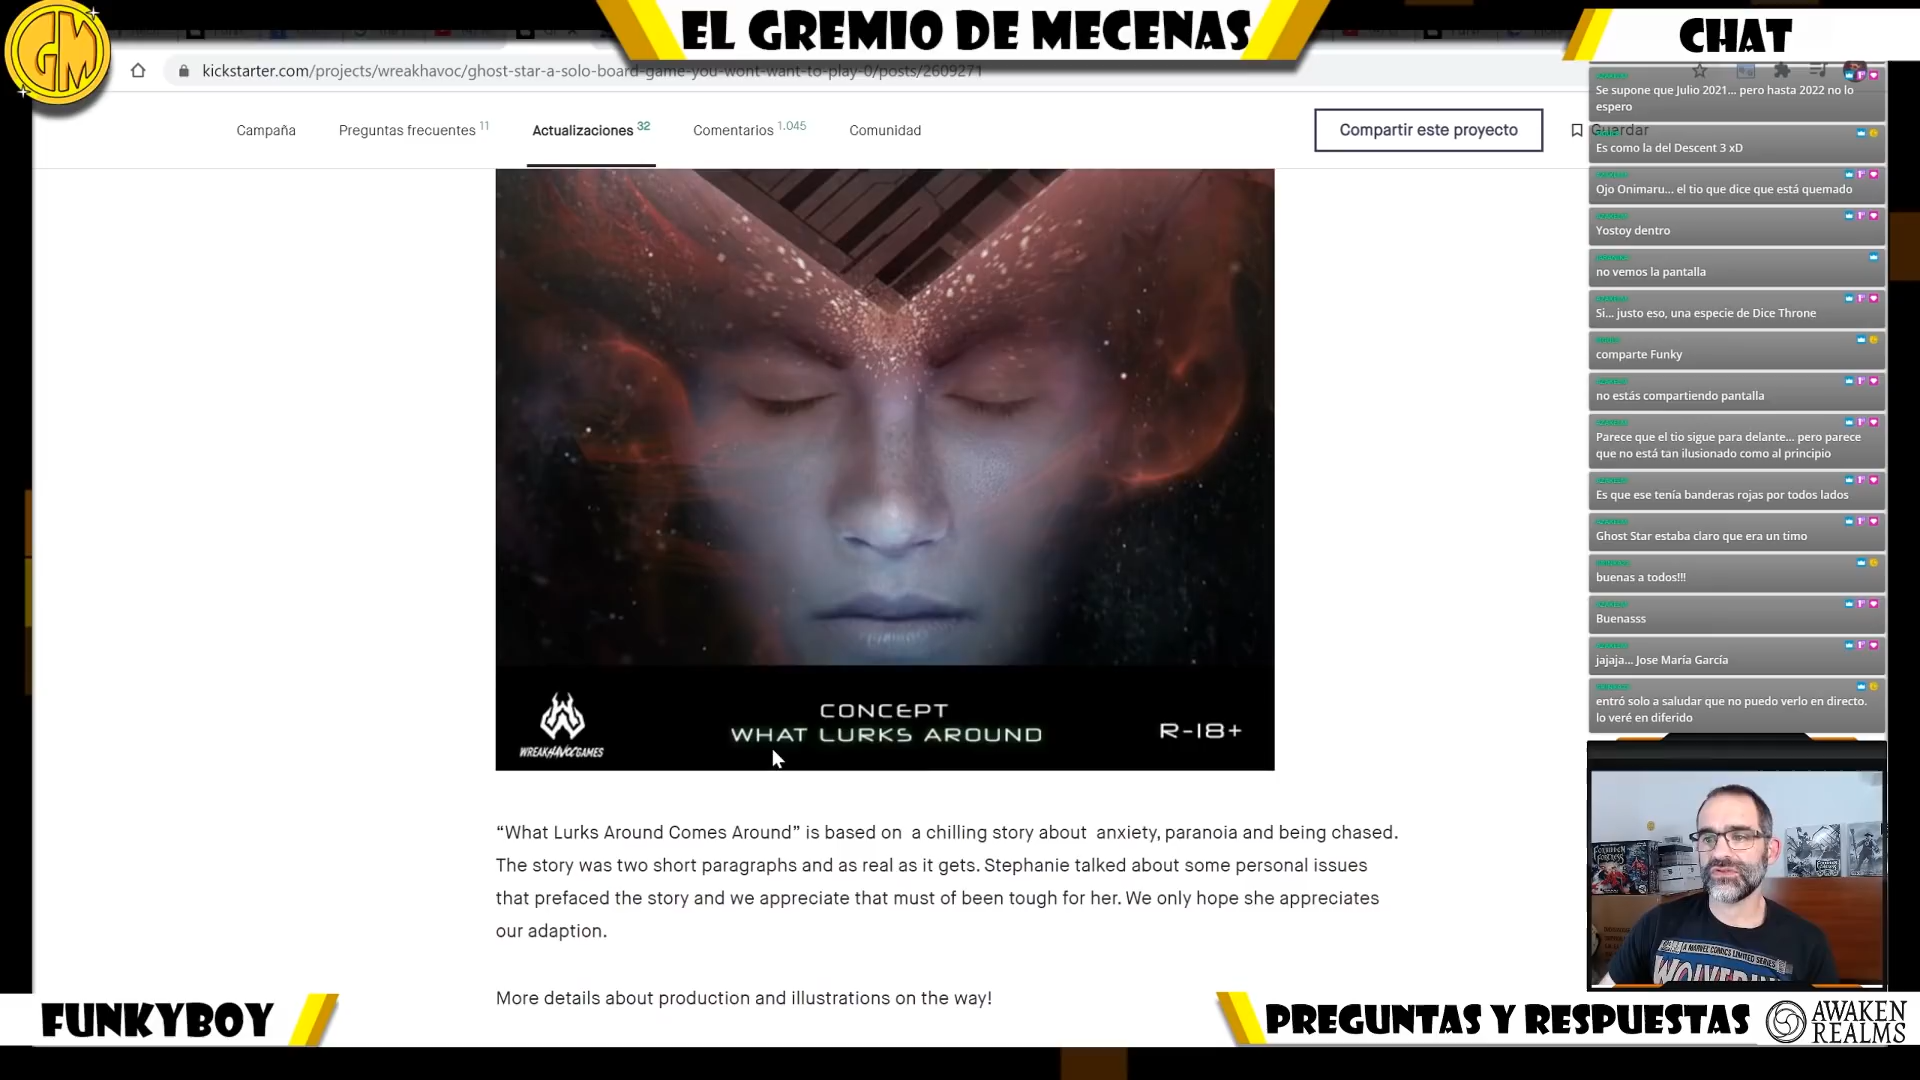 EL GREMIO DE MECENAS
CHAT
GM
kickstarter.com/projects/wreakhavoc/ghost-star-a-solo-board-game-you-wont-want-to-play-0/posts/2609271
Campaña
Preguntas frecuentes 11
Actualizaciones 32
Comentarios 1.045
Comunidad
Compartir este proyecto
Guardar
WREAKHAVOCGAMES
CONCEPT
WHAT LURKS AROUND
R-18+
“What Lurks Around Comes Around” is based on a chilling story about anxiety, paranoia and being chased.
The story was two short paragraphs and as real as it gets. Stephanie talked about some personal issues
that prefaced the story and we appreciate that must of been tough for her. We only hope she appreciates
our adaption.
More details about production and illustrations on the way!
Se supone que Julio 2021... pero hasta 2022 no lo
espero
Es como la del Descent 3 xD
Ojo Onimaru... el tio que dice que está quemado
Yostoy dentro
no vemos la pantalla
Si... justo eso, una especie de Dice Throne
comparte Funky
no estás compartiendo pantalla
Parece que el tio sigue para delante... pero parece
que no está tan ilusionado como al principio
Es que ese tenía banderas rojas por todos lados
Ghost Star estaba claro que era un timo
buenas a todos!!!
Buenasss
jajaja... Jose María García
entró solo a saludar que no puedo verlo en directo.
lo veré en diferido
FORBIDDEN
FORTRESS
A MARVEL COMICS LIMITED SERIES
WOLVERINE
FUNKYBOY
PREGUNTAS Y RESPUESTAS
AWAKEN
REALMS